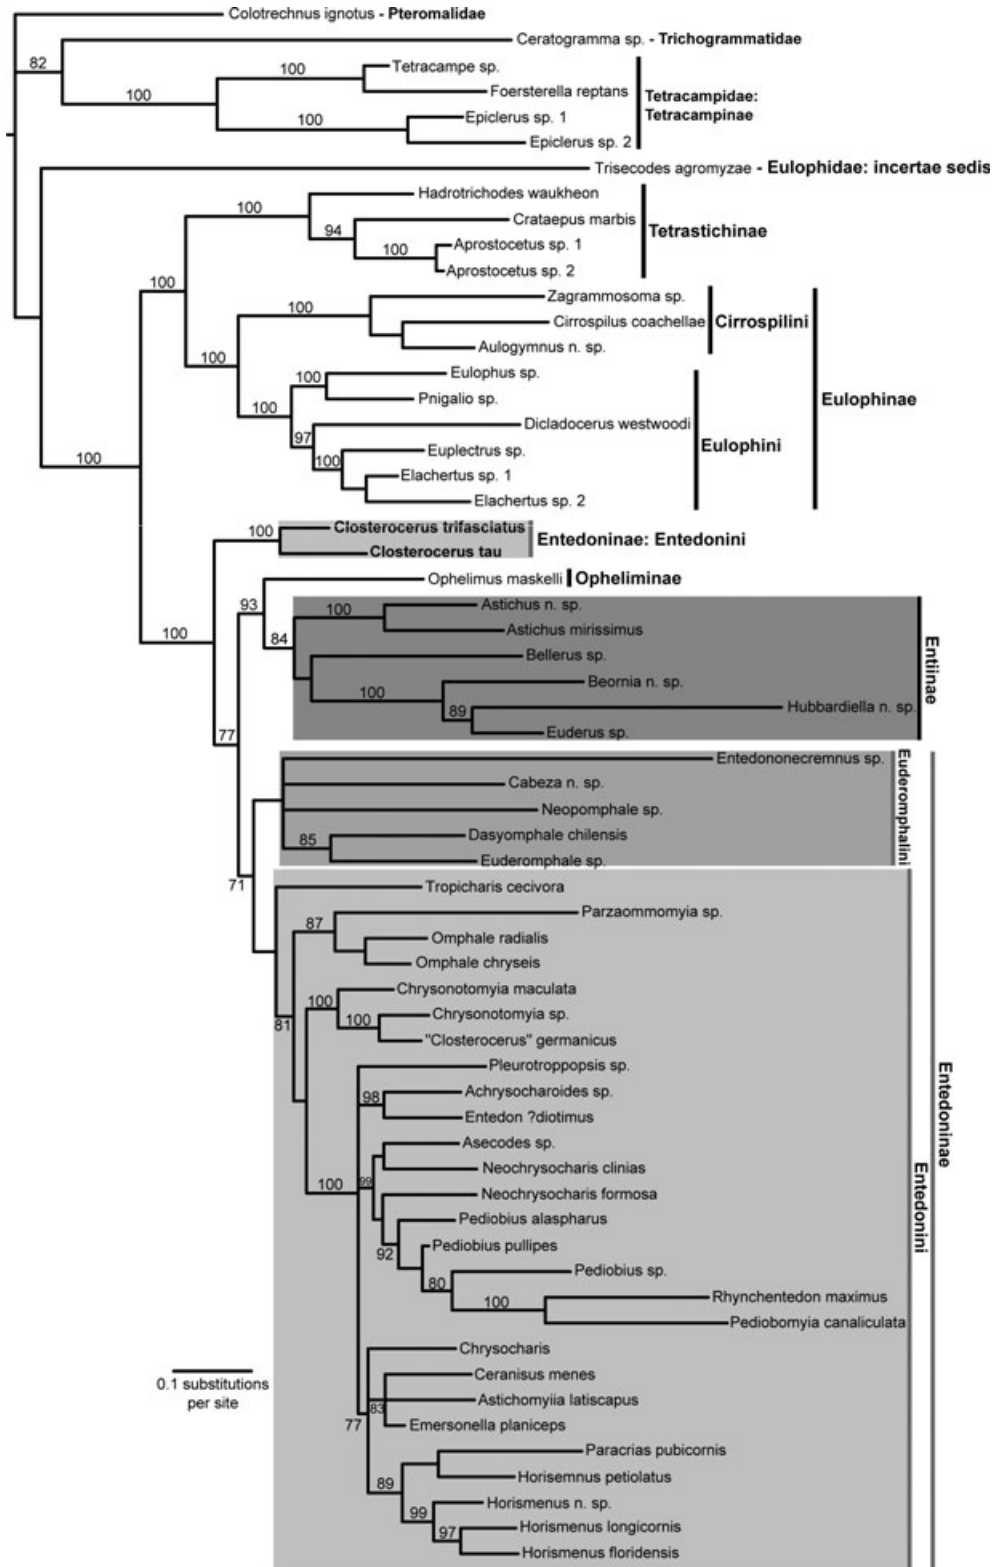 Colotrechnus ignotus - Pteromalidae
Ceratogramma sp. - Trichogrammatidae
82
Tetracampe sp.
100
Foersterella reptans
Tetracampidae:
Tetracampinae
100
Epiclerus sp. 1
100
Epiclerus sp. 2
Trisecodes agromyzae - Eulophidae: incertae sedis
Hadrotrichodes waukheon
100
Crataepus marbis
94
Tetrastichinae
Aprostocetus sp. 1
100
Aprostocetus sp. 2
100
Zagrammosoma sp.
100
Cirrospilus coachellae
Cirrospilini
Aulogymnus n. sp.
100
Eulophus sp.
100
Pnigalio sp.
Eulophinae
100
Dicladocerus westwoodi
97
Eulophini
Euplectrus sp.
100
100
Elachertus sp. 1
Elachertus sp. 2
Closterocerus trifasciatus
100
Entedoninae: Entedonini
Closterocerus tau
Ophelimus maskelli
Opheliminae
93
Astichus n. sp.
100
Astichus mirissimus
100
84
Bellerus sp.
Entiinae
Beornia n. sp.
100
Hubbardiella n. sp.
89
Euderus sp.
77
Entedononecremnus sp.
Cabeza n. sp.
Neopomphale sp.
Euderomphalini
Dasyomphale chilensis
85
Euderomphale sp.
71
Tropicharis cecivora
Parzaommomyia sp.
87
Omphale radialis
Omphale chryseis
Chrysonotomyia maculata
100
Chrysonotomyia sp.
100
81
"Closterocerus" germanicus
Pleurotroppopsis sp.
Achrysocharoides sp.
98
Entedon ?diotimus
Entedoninae
Asecodes sp.
Neochrysocharis clinias
99
100
Neochrysocharis formosa
Entedonini
Pediobius alaspharus
92
Pediobius pullipes
Pediobius sp.
80
Rhynchentedon maximus
100
Pediobomyia canaliculata
Chrysocharis
Ceranisus menes
0.1 substitutions
per site
Astichomyiia latiscapus
83
77
Emersonella planiceps
Paracrias pubicornis
Horisemnus petiolatus
89
Horismenus n. sp.
99
Horismenus longicornis
97
Horismenus floridensis